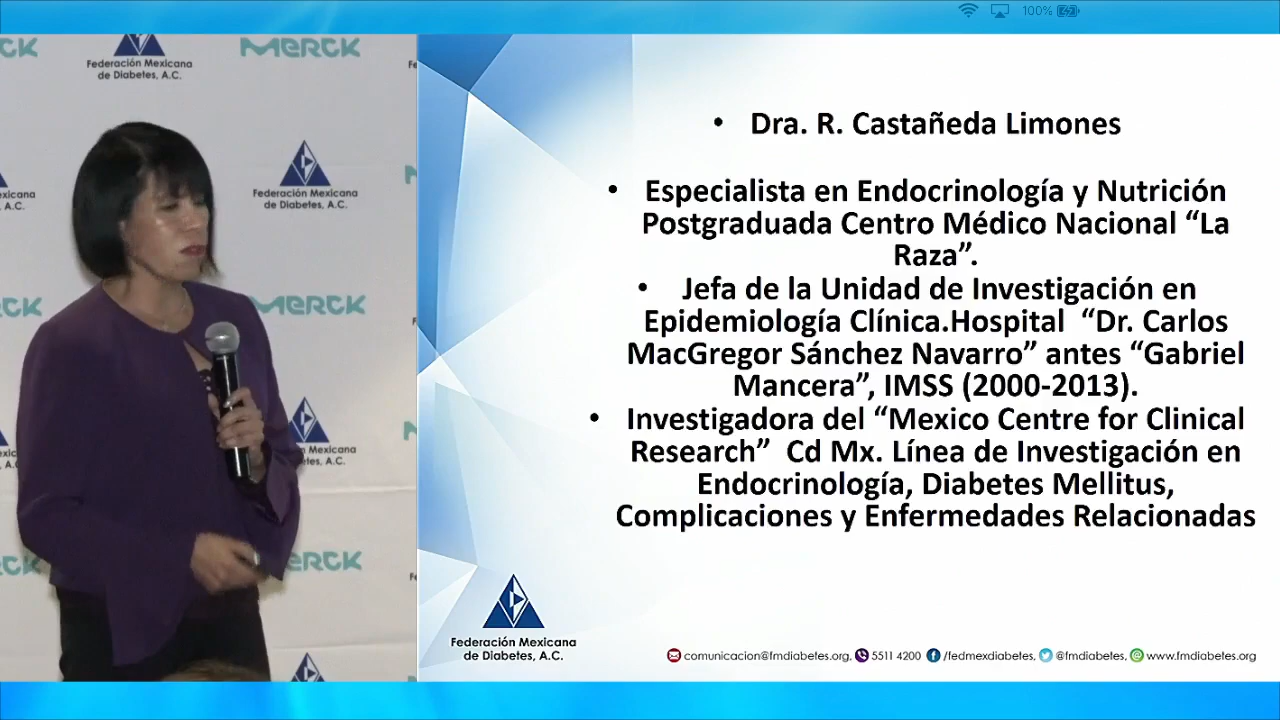 100%
MERCK
Federación Mexicana
de Diabetes, A.C.
Federación Mexicana
de Diabetes, A.C.
MERCK
MERCK
• Dra. R. Castañeda Limones
• Especialista en Endocrinología y Nutrición
Postgraduada Centro Médico Nacional “La
Raza”.
• Jefa de la Unidad de Investigación en
Epidemiología Clínica.Hospital “Dr. Carlos
MacGregor Sánchez Navarro” antes “Gabriel
Mancera”, IMSS (2000-2013).
• Investigadora del “Mexico Centre for Clinical
Research” Cd Mx. Línea de Investigación en
Endocrinología, Diabetes Mellitus,
Complicaciones y Enfermedades Relacionadas
Federación Mexicana
de Diabetes, A.C.
comunicacion@fmdiabetes.org, 5511 4200 /fedmexdiabetes, @fmdiabetes, www.fmdiabetes.org